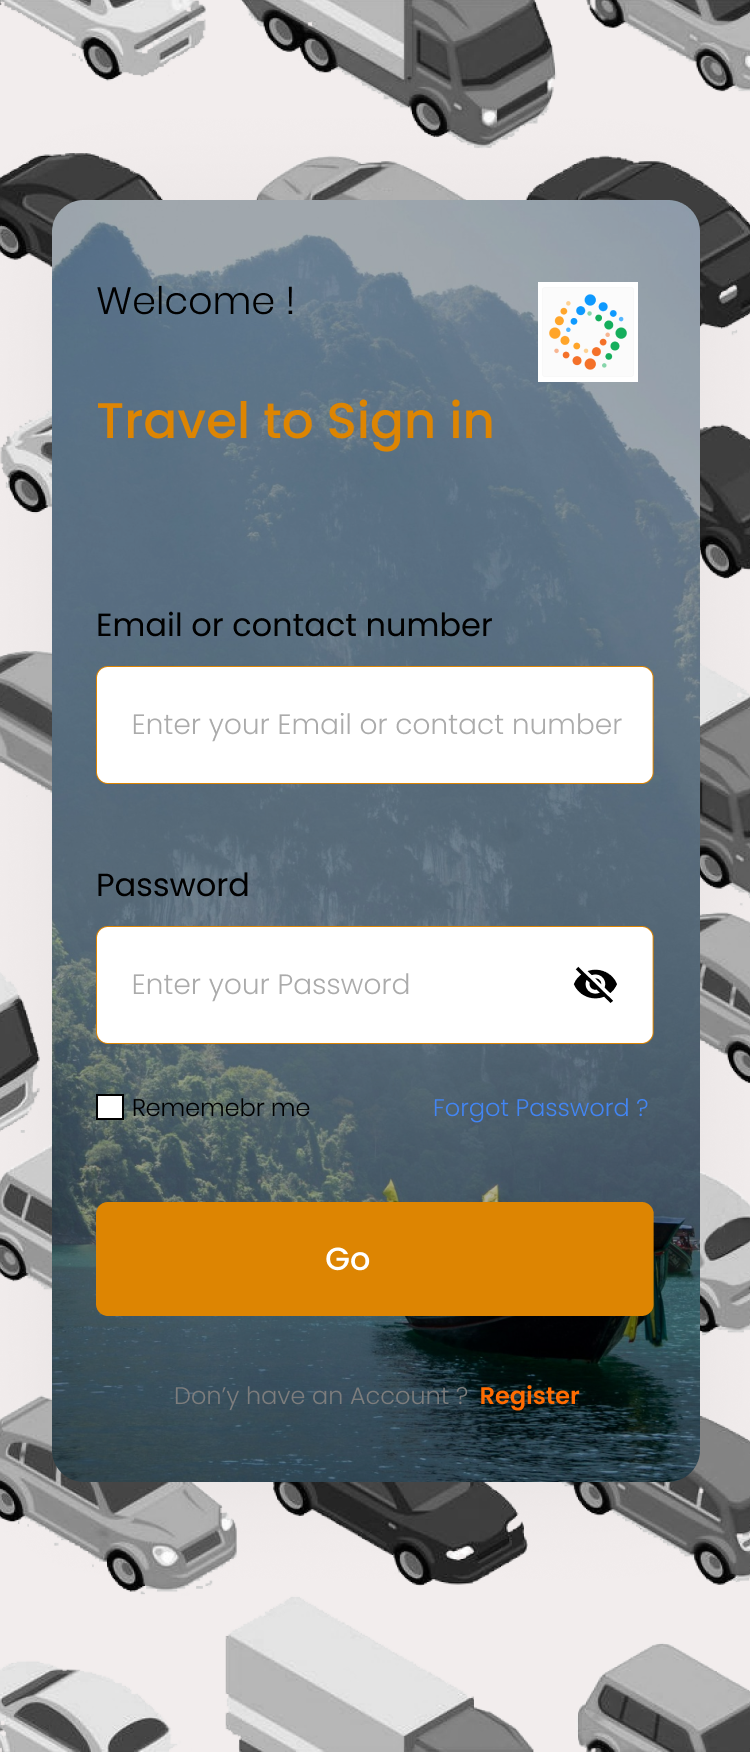 Welcome !
Travel to Sign in
Email or contact number
Enter your Email or contact number
Password
Enter your Password
Rememebr me
Forgot Password ?
Go
Don'y have an Account ? Register